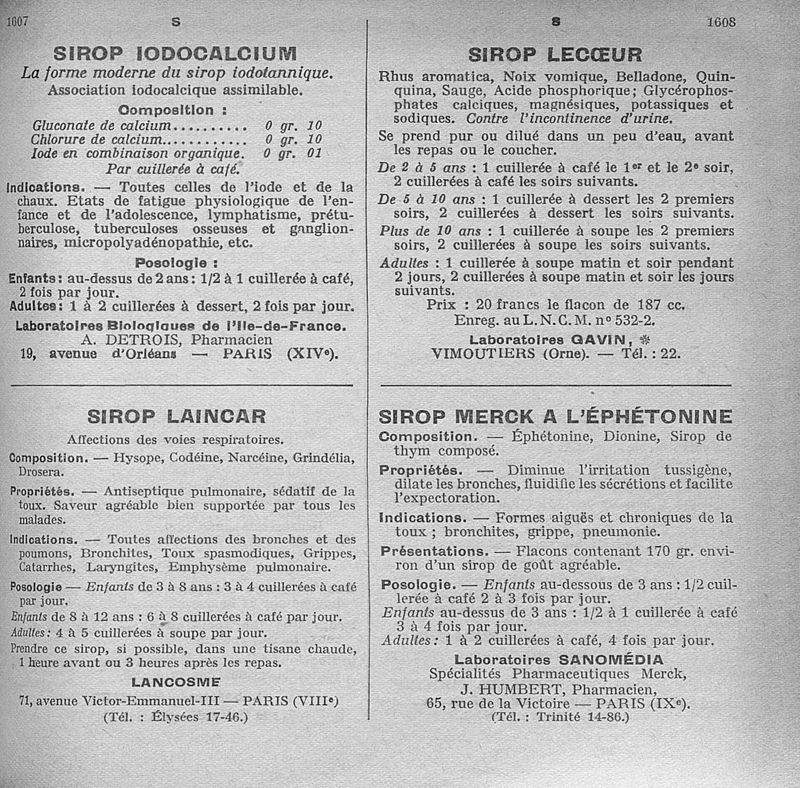 1607
S
SIROP IODOCALCIUM
La forme moderne du sirop iodotannique.
Association iodocalcique assimilable.
Composition :
Gluconate de calcium.......... 0 gr. 10
Chlorure de calcium............ 0 gr. 10
Iode en combinaison organique. 0 gr. 01
Par cuillerée à café.
Indications. — Toutes celles de l'iode et de la
chaux. Etats de fatigue physiologique de l'en-
fance et de l'adolescence, lymphatisme, prétu-
berculose, tuberculoses osseuses et ganglion-
naires, micropolyadénopathie, etc.
Posologie :
Enfants : au-dessus de 2 ans : 1/2 à 1 cuillerée à café,
2 fois par jour.
Adultes : 1 à 2 cuillerées à dessert, 2 fois par jour.
Laboratoires Biologiques de l'Ile-de-France.
A. DETROIS, Pharmacien
19, avenue d'Orléans — PARIS (XIVe).
SIROP LAINCAR
Affections des voies respiratoires.
Composition. — Hysope, Codéine, Narcéine, Grindélia,
Drosera.
Propriétés. — Antiseptique pulmonaire, sédatif de la
toux. Saveur agréable bien supportée par tous les
malades.
Indications. — Toutes affections des bronches et des
poumons, Bronchites, Toux spasmodiques, Grippes,
Catarrhes, Laryngites, Emphysème pulmonaire.
Posologie — Enfants de 3 à 8 ans : 3 à 4 cuillerées à café
par jour.
Enfants de 8 à 12 ans : 6 à 8 cuillerées à café par jour.
Adultes : 4 à 5 cuillerées à soupe par jour.
Prendre ce sirop, si possible, dans une tisane chaude,
1 heure avant ou 3 heures après les repas.
LANCOSME
71, avenue Victor-Emmanuel-III — PARIS (VIIIe)
(Tél. : Élysées 17-46.)
S
1608
SIROP LECŒUR
Rhus aromatica, Noix vomique, Belladone, Quin-
quina, Sauge, Acide phosphorique ; Glycérophos-
phates calciques, magnésiques, potassiques et
sodiques. Contre l'incontinence d'urine.
Se prend pur ou dilué dans un peu d'eau, avant
les repas ou le coucher.
De 2 à 5 ans : 1 cuillerée à café le 1er et le 2e soir,
2 cuillerées à café les soirs suivants.
De 5 à 10 ans : 1 cuillerée à dessert les 2 premiers
soirs, 2 cuillerées à dessert les soirs suivants.
Plus de 10 ans : 1 cuillerée à soupe les 2 premiers
soirs, 2 cuillerées à soupe les soirs suivants.
Adultes : 1 cuillerée à soupe matin et soir pendant
2 jours, 2 cuillerées à soupe matin et soir les jours
suivants.
Prix : 20 francs le flacon de 187 cc.
Enreg. au L. N. C. M. nº 532-2.
Laboratoires GAVIN, ✻
VIMOUTIERS (Orne). — Tél. : 22.
SIROP MERCK A L'ÉPHÉTONINE
Composition. — Éphétonine, Dionine, Sirop de
thym composé.
Propriétés. — Diminue l'irritation tussigène,
dilate les bronches, fluidifie les sécrétions et facilite
l'expectoration.
Indications. — Formes aiguës et chroniques de la
toux ; bronchites, grippe, pneumonie.
Présentations. — Flacons contenant 170 gr. envi-
ron d'un sirop de goût agréable.
Posologie. — Enfants au-dessous de 3 ans : 1/2 cuil-
lerée à café 2 à 3 fois par jour.
Enfants au-dessus de 3 ans : 1/2 à 1 cuillerée à café
3 à 4 fois par jour.
Adultes : 1 à 2 cuillerées à café, 4 fois par jour.
Laboratoires SANOMÉDIA
Spécialités Pharmaceutiques Merck,
J. HUMBERT, Pharmacien,
65, rue de la Victoire — PARIS (IXe).
(Tél. : Trinité 14-86.)